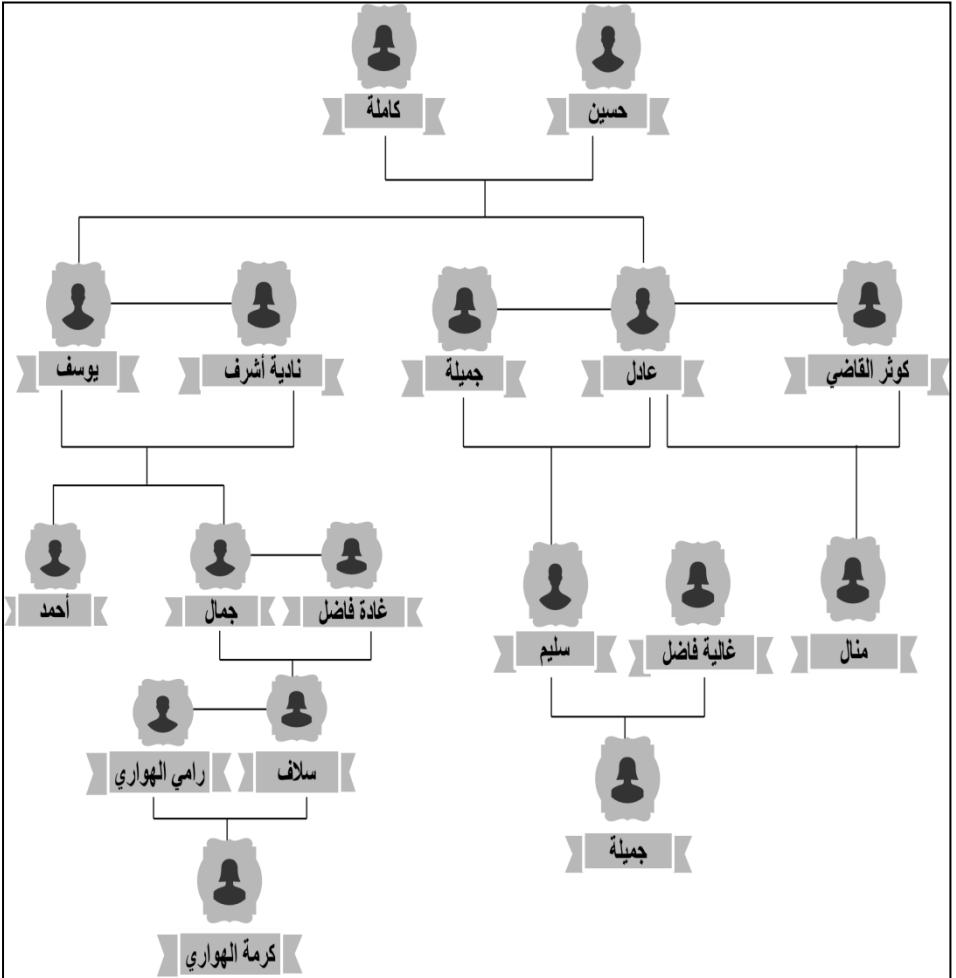 حسين
كاملة
كوثر القاضي
عادل
جميلة
نادية أشرف
يوسف
غادة فاضل
جمال
أحمد
منال
غالية فاضل
سليم
سلاف
رامي الهواري
جميلة
كرمة الهواري